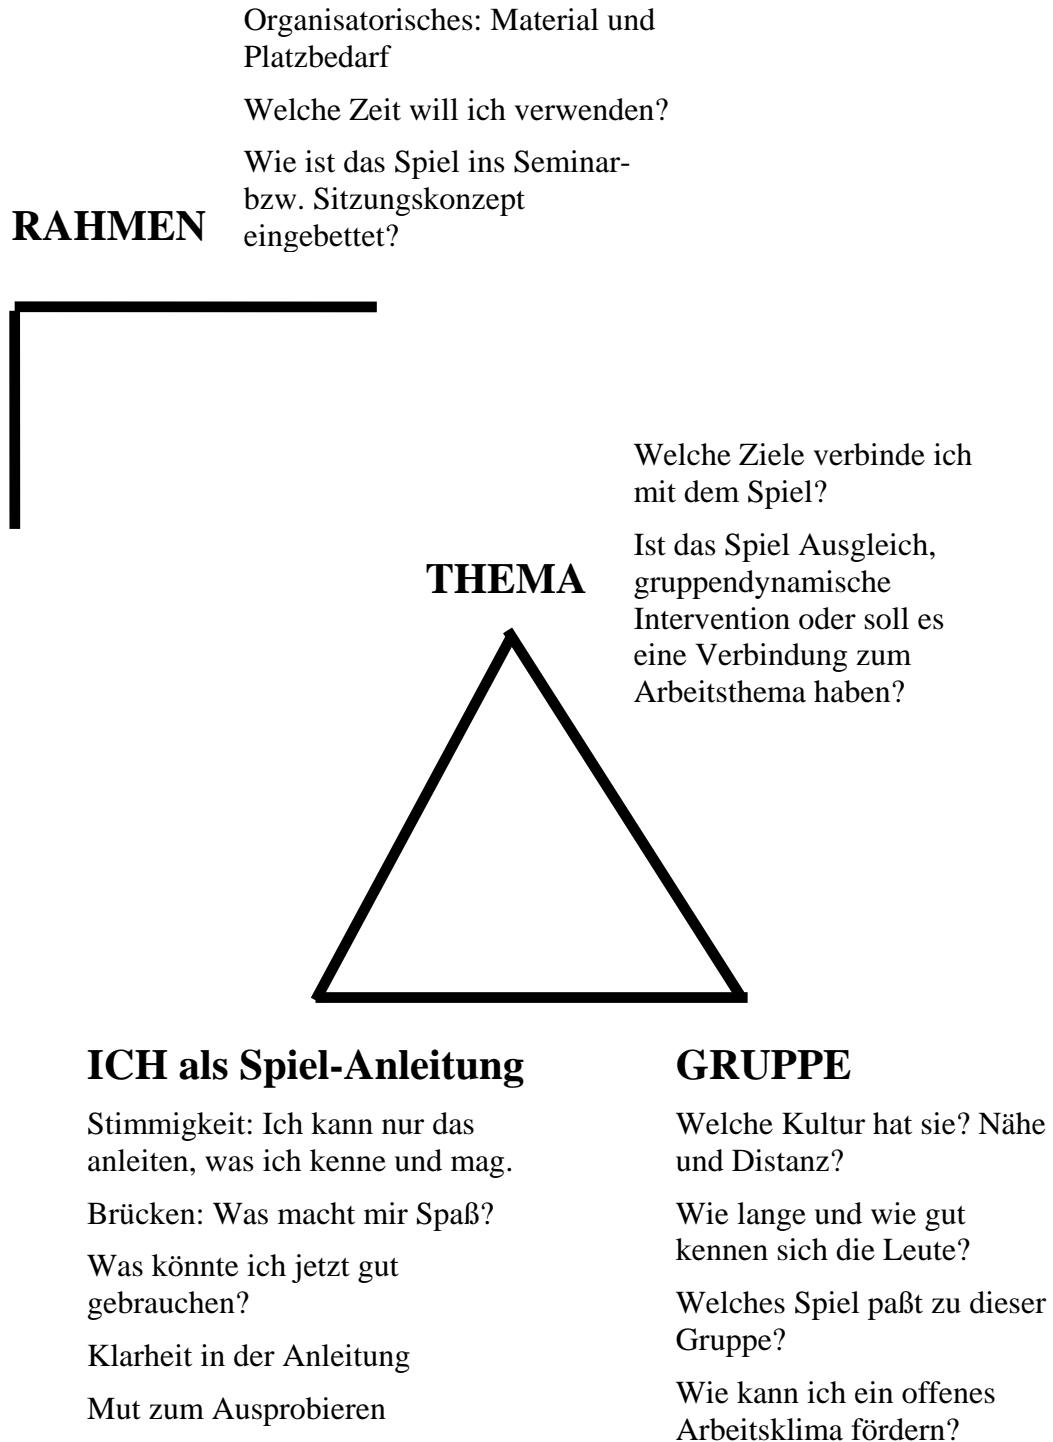 Organisatorisches: Material und
Platzbedarf
Welche Zeit will ich verwenden?
Wie ist das Spiel ins Seminar-
bzw. Sitzungskonzept
eingebettet?
RAHMEN
Welche Ziele verbinde ich
mit dem Spiel?
Ist das Spiel Ausgleich,
gruppendynamische
Intervention oder soll es
eine Verbindung zum
Arbeitsthema haben?
THEMA
ICH als Spiel-Anleitung
Stimmigkeit: Ich kann nur das
anleiten, was ich kenne und mag.
Brücken: Was macht mir Spaß?
Was könnte ich jetzt gut
gebrauchen?
Klarheit in der Anleitung
Mut zum Ausprobieren
GRUPPE
Welche Kultur hat sie? Nähe
und Distanz?
Wie lange und wie gut
kennen sich die Leute?
Welches Spiel paßt zu dieser
Gruppe?
Wie kann ich ein offenes
Arbeitsklima fördern?